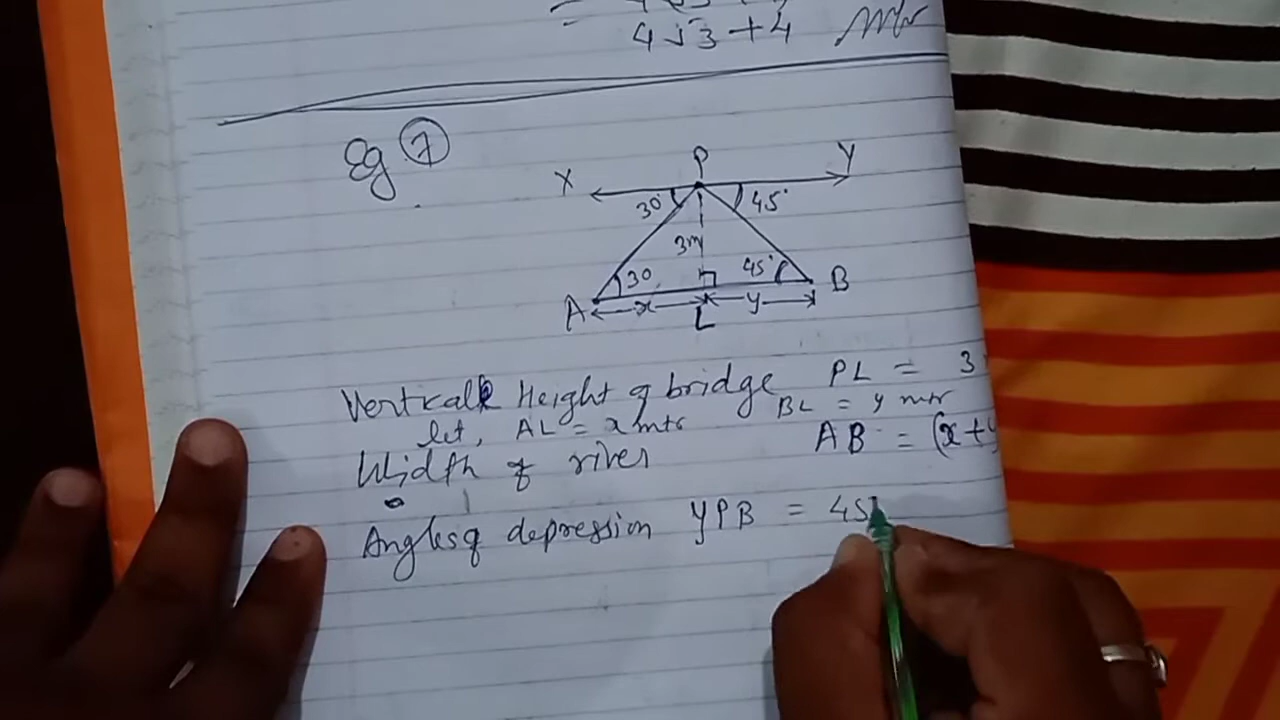 4√3 + 4
Eg 7
X P Y
30° 45°
3m
30 45°
A x L y B
Vertical Height of bridge PL = 3
let, AL = x mts BL = y mtr
Width of river AB = (x+y
Angles of depression YPB = 45